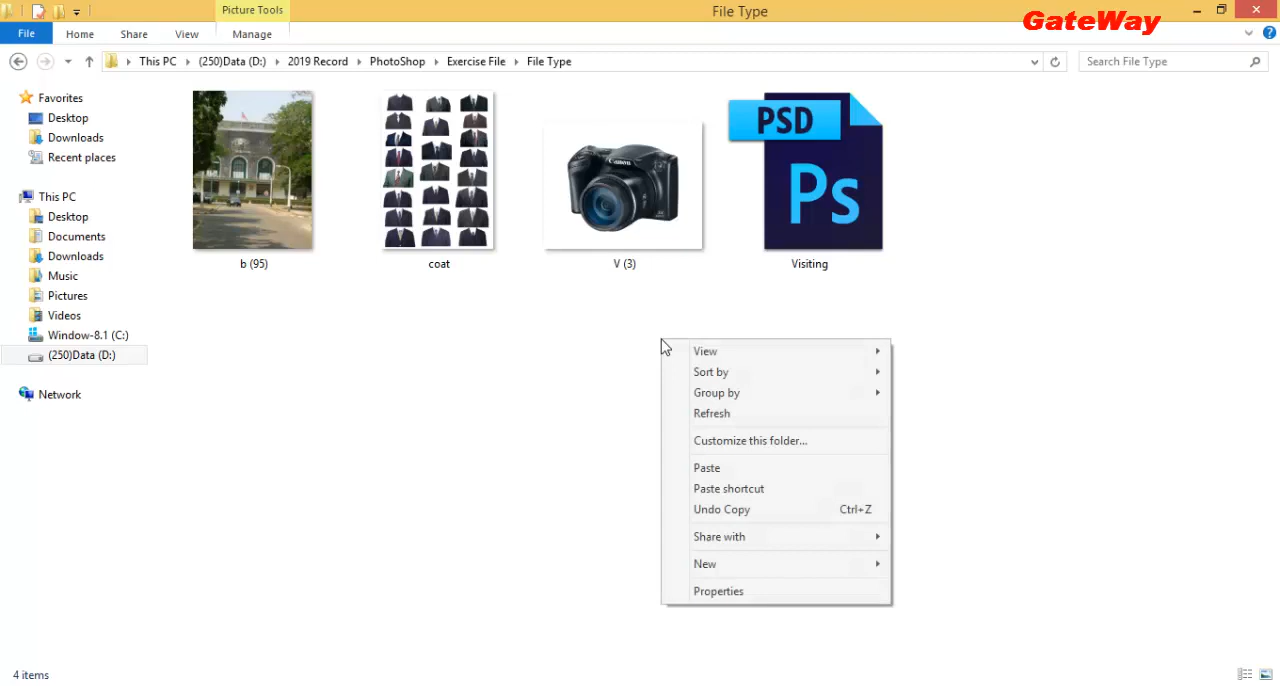 Picture Tools
File Type
GateWay
File
Home
Share
View
Manage
This PC
(250)Data (D:)
2019 Record
PhotoShop
Exercise File
File Type
Search File Type
Favorites
Desktop
Downloads
Recent places
This PC
Desktop
Documents
Downloads
Music
Pictures
Videos
Window-8.1 (C:)
(250)Data (D:)
Network
Canon
PSD
Ps
b (95)
coat
V (3)
Visiting
View
Sort by
Group by
Refresh
Customize this folder...
Paste
Paste shortcut
Undo Copy Ctrl+Z
Share with
New
Properties
4 items